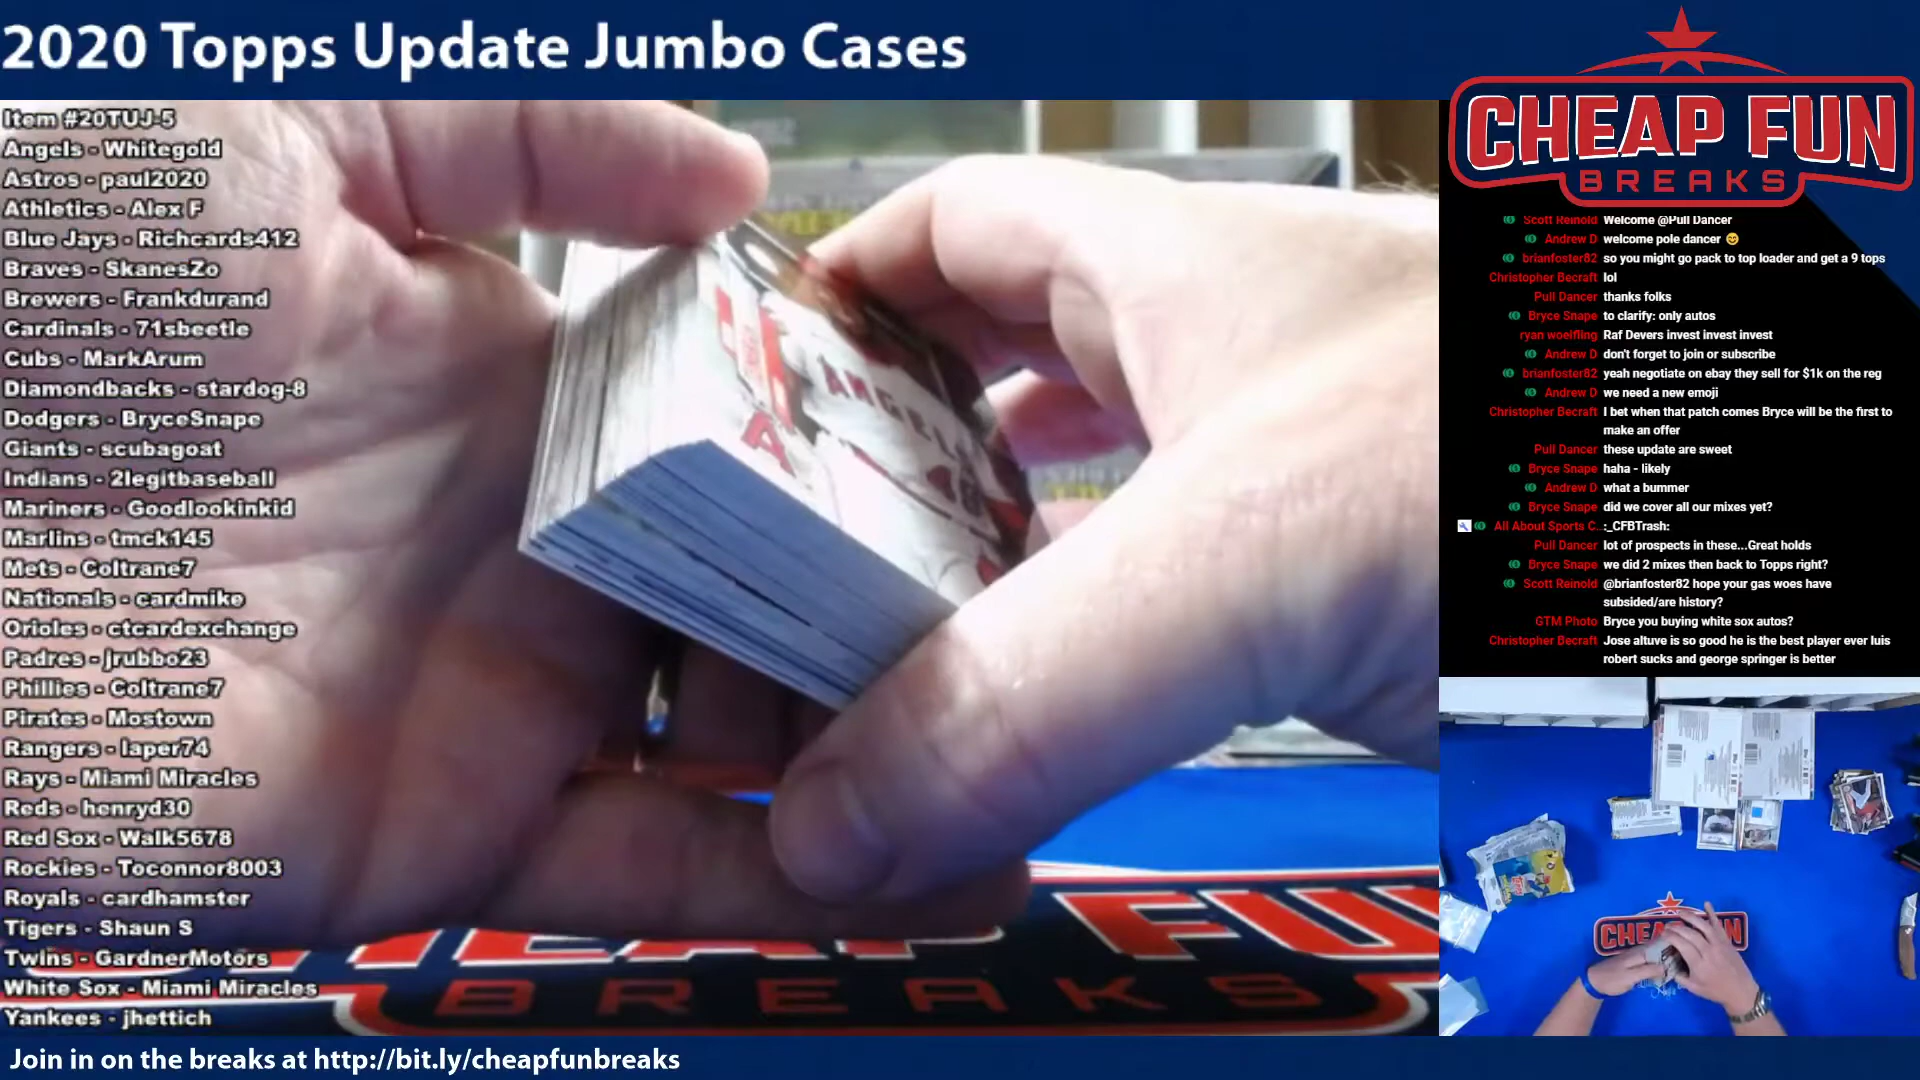 2020 Topps Update Jumbo Cases
Item #20TUJ-5
Angels - Whitegold
Astros - paul2020
Athletics - Alex F
Blue Jays - Richcards412
Braves - SkanesZo
Brewers - Frankdurand
Cardinals - 71sbeetle
Cubs - MarkArum
Diamondbacks - stardog-8
Dodgers - BryceSnape
Giants - scubagoat
Indians - 2legitbaseball
Mariners - Goodlookinkid
Marlins - tmck145
Mets - Coltrane7
Nationals - cardmike
Orioles - ctcardexchange
Padres - jrubbo23
Phillies - Coltrane7
Pirates - Mostown
Rangers - laper74
Rays - Miami Miracles
Reds - henryd30
Red Sox - Walk5678
Rockies - Toconnor8003
Royals - cardhamster
Tigers - Shaun S
Twins - GardnerMotors
White Sox - Miami Miracles
Yankees - jhettich
ANGELS
A
CHEAP FU
BREAKS
CHEAP FUN
BREAKS
Scott Reinold Welcome @Pull Dancer
Andrew D welcome pole dancer 😊
brianfoster82 so you might go pack to top loader and get a 9 tops
Christopher Becraft lol
Pull Dancer thanks folks
Bryce Snape to clarify: only autos
ryan woelfling Raf Devers invest invest invest
Andrew D don't forget to join or subscribe
brianfoster82 yeah negotiate on ebay they sell for $1k on the reg
Andrew D we need a new emoji
Christopher Becraft I bet when that patch comes Bryce will be the first to
make an offer
Pull Dancer these update are sweet
Bryce Snape haha - likely
Andrew D what a bummer
Bryce Snape did we cover all our mixes yet?
All About Sports C... :_CFBTrash:
Pull Dancer lot of prospects in these...Great holds
Bryce Snape we did 2 mixes then back to Topps right?
Scott Reinold @brianfoster82 hope your gas woes have
subsided/are history?
GTM Photo Bryce you buying white sox autos?
Christopher Becraft Jose altuve is so good he is the best player ever luis
robert sucks and george springer is better
Join in on the breaks at http://bit.ly/cheapfunbreaks